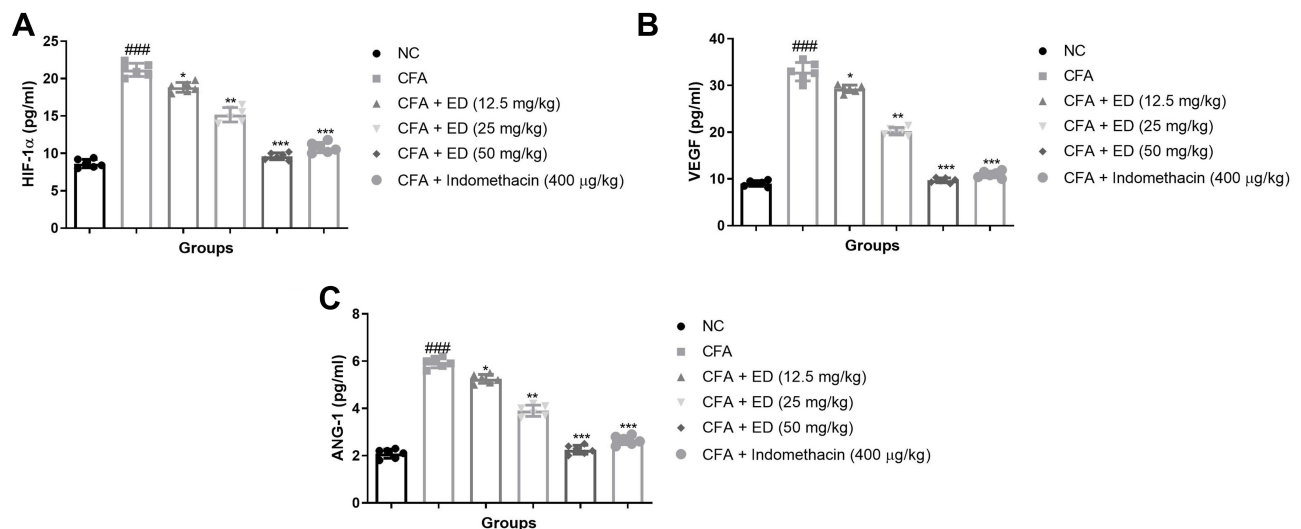 A
HIF-1α (pg/ml)
25
20
15
10
5
0
###
*
**
***
***
Groups
NC
CFA
CFA + ED (12.5 mg/kg)
CFA + ED (25 mg/kg)
CFA + ED (50 mg/kg)
CFA + Indomethacin (400 μg/kg)
B
VEGF (pg/ml)
40
30
20
10
0
###
*
**
***
***
Groups
NC
CFA
CFA + ED (12.5 mg/kg)
CFA + ED (25 mg/kg)
CFA + ED (50 mg/kg)
CFA + Indomethacin (400 μg/kg)
C
ANG-1 (pg/ml)
8
6
4
2
0
###
*
**
***
***
Groups
NC
CFA
CFA + ED (12.5 mg/kg)
CFA + ED (25 mg/kg)
CFA + ED (50 mg/kg)
CFA + Indomethacin (400 μg/kg)